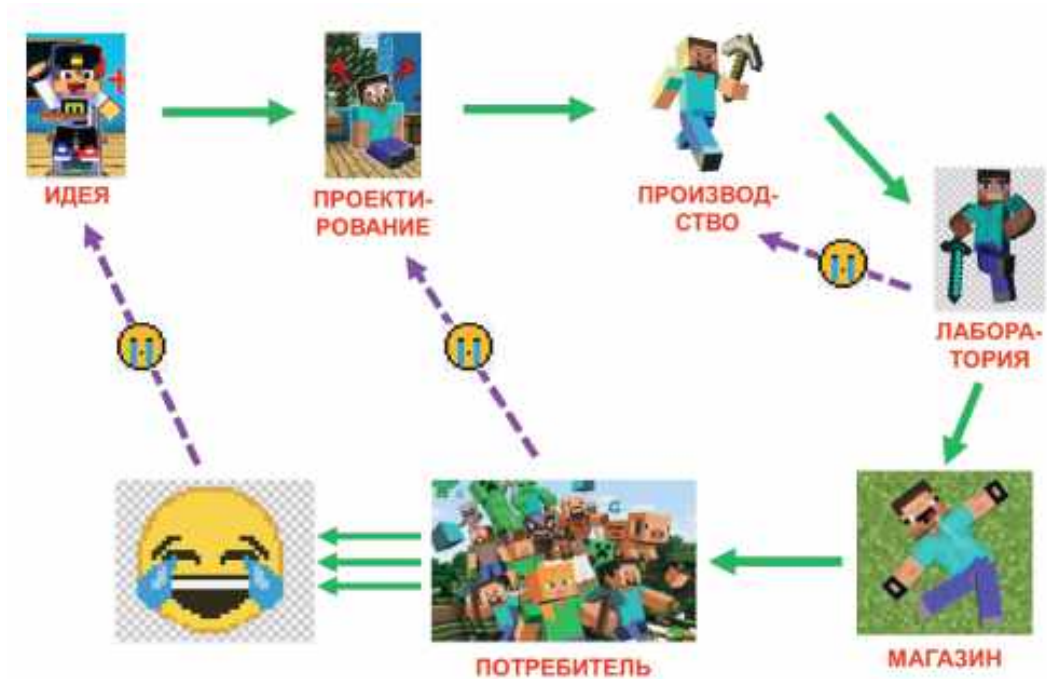 ИДЕЯ
ПРОЕКТИ-
РОВАНИЕ
ПРОИЗВОД-
СТВО
ЛАБОРА-
ТОРИЯ
МАГАЗИН
ПОТРЕБИТЕЛЬ